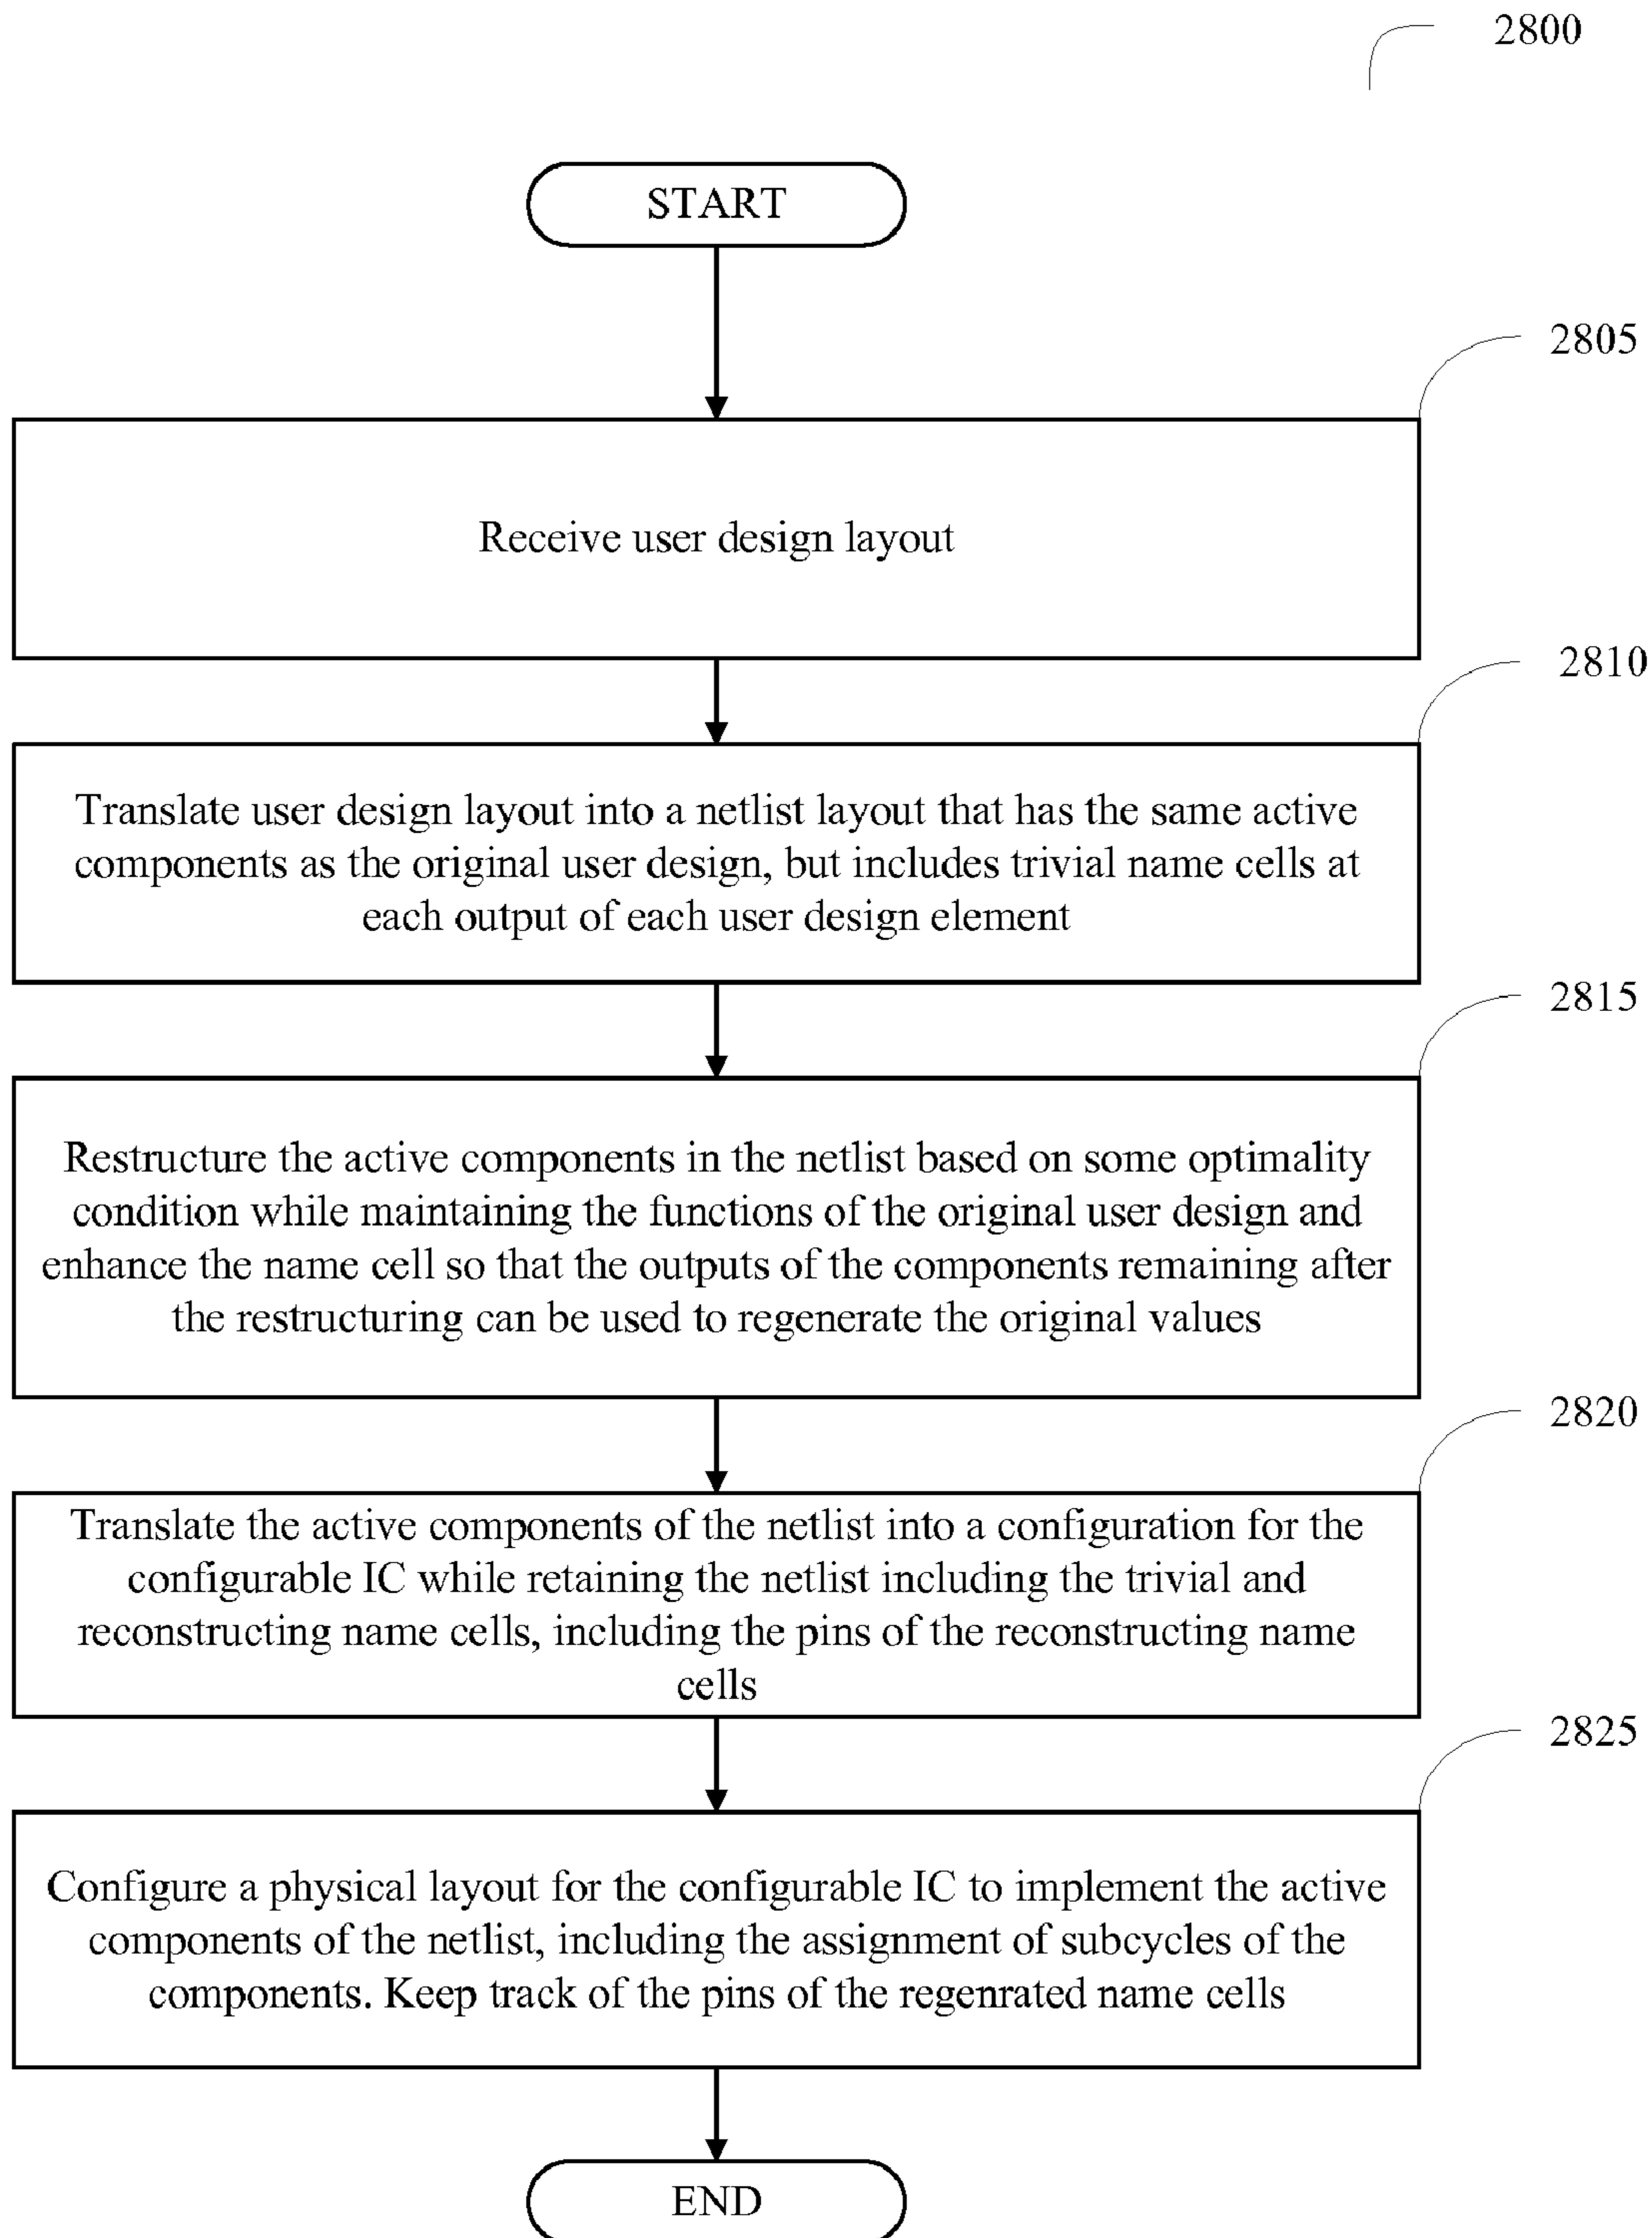 2800
START
2805
Receive user design layout
2810
Translate user design layout into a netlist layout that has the same active
components as the original user design, but includes trivial name cells at
each output of each user design element
2815
Restructure the active components in the netlist based on some optimality
condition while maintaining the functions of the original user design and
enhance the name cell so that the outputs of the components remaining after
the restructuring can be used to regenerate the original values
2820
Translate the active components of the netlist into a configuration for the
configurable IC while retaining the netlist including the trivial and
reconstructing name cells, including the pins of the reconstructing name
cells
2825
Configure a physical layout for the configurable IC to implement the active
components of the netlist, including the assignment of subcycles of the
components. Keep track of the pins of the regenrated name cells
END